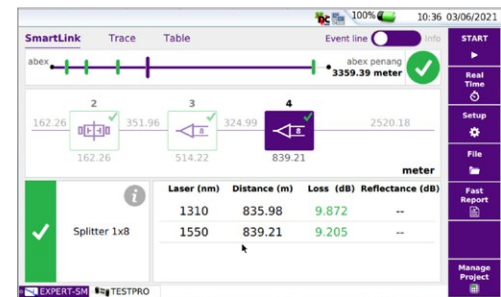 100% 10:36 03/06/2021
SmartLink Trace Table Event line Info START
abex abex penang
3359.39 meter
Real
Time
2 3 4
162.26 351.96 324.99 2520.18
8 8
Setup
162.26 514.22 839.21
meter
File
Laser (nm) Distance (m) Loss (dB) Reflectance (dB)
Fast
Report
1310 835.98 9.872 --
Splitter 1x8
1550 839.21 9.205 --
Manage
Project
EXPERT-SM TESTPRO